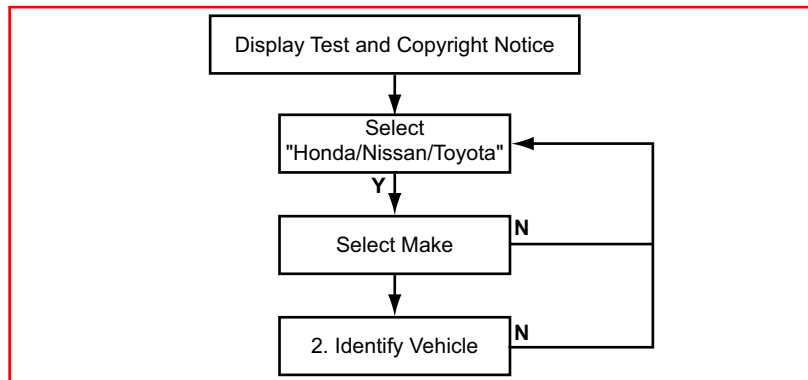 Display Test and Copyright Notice
Select
"Honda/Nissan/Toyota"
Y
Select Make
N
2. Identify Vehicle
N